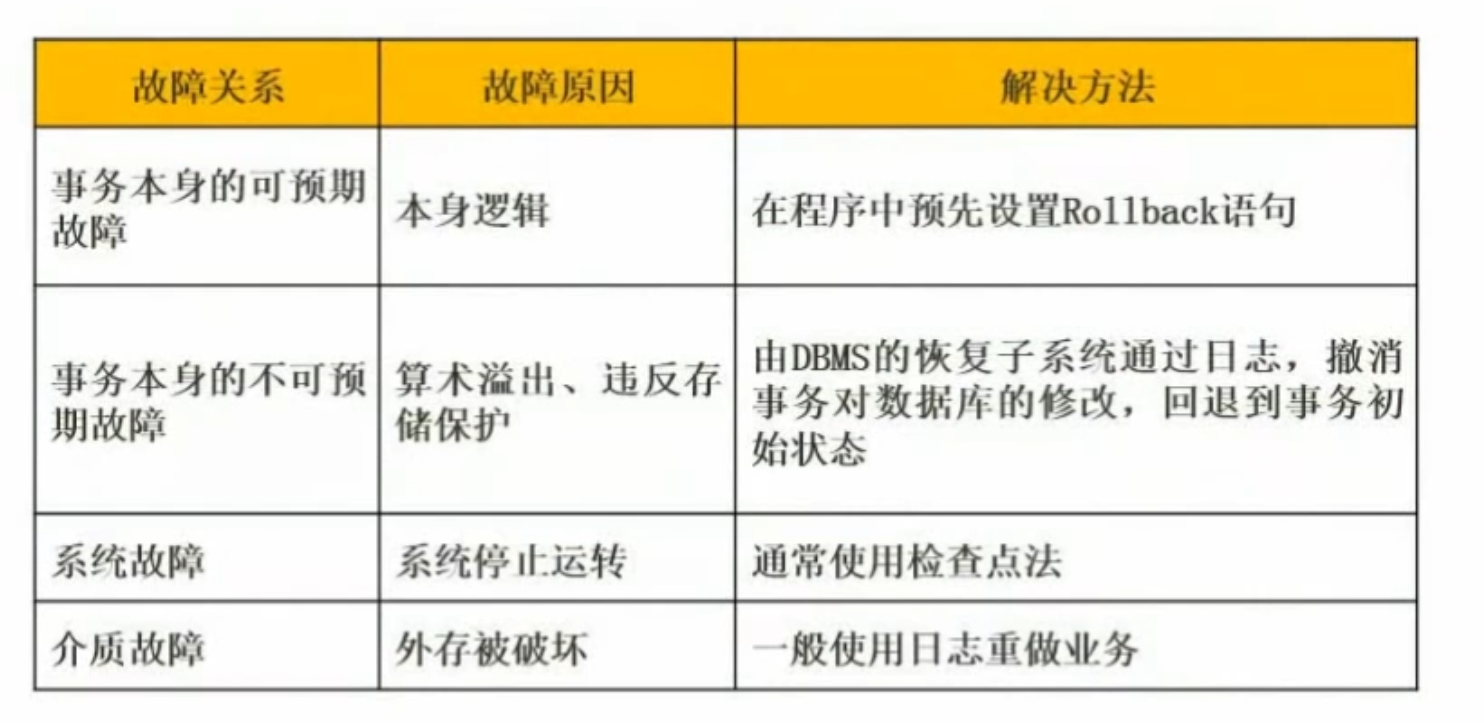 故障关系
故障原因
解决方法
事务本身的可预期
故障
本身逻辑
在程序中预先设置Rollback语句
事务本身的不可预
期故障
算术溢出、违反存
储保护
由DBMS的恢复子系统通过日志，撤消
事务对数据库的修改，回退到事务初
始状态
系统故障
系统停止运转
通常使用检查点法
介质故障
外存被破坏
一般使用日志重做业务